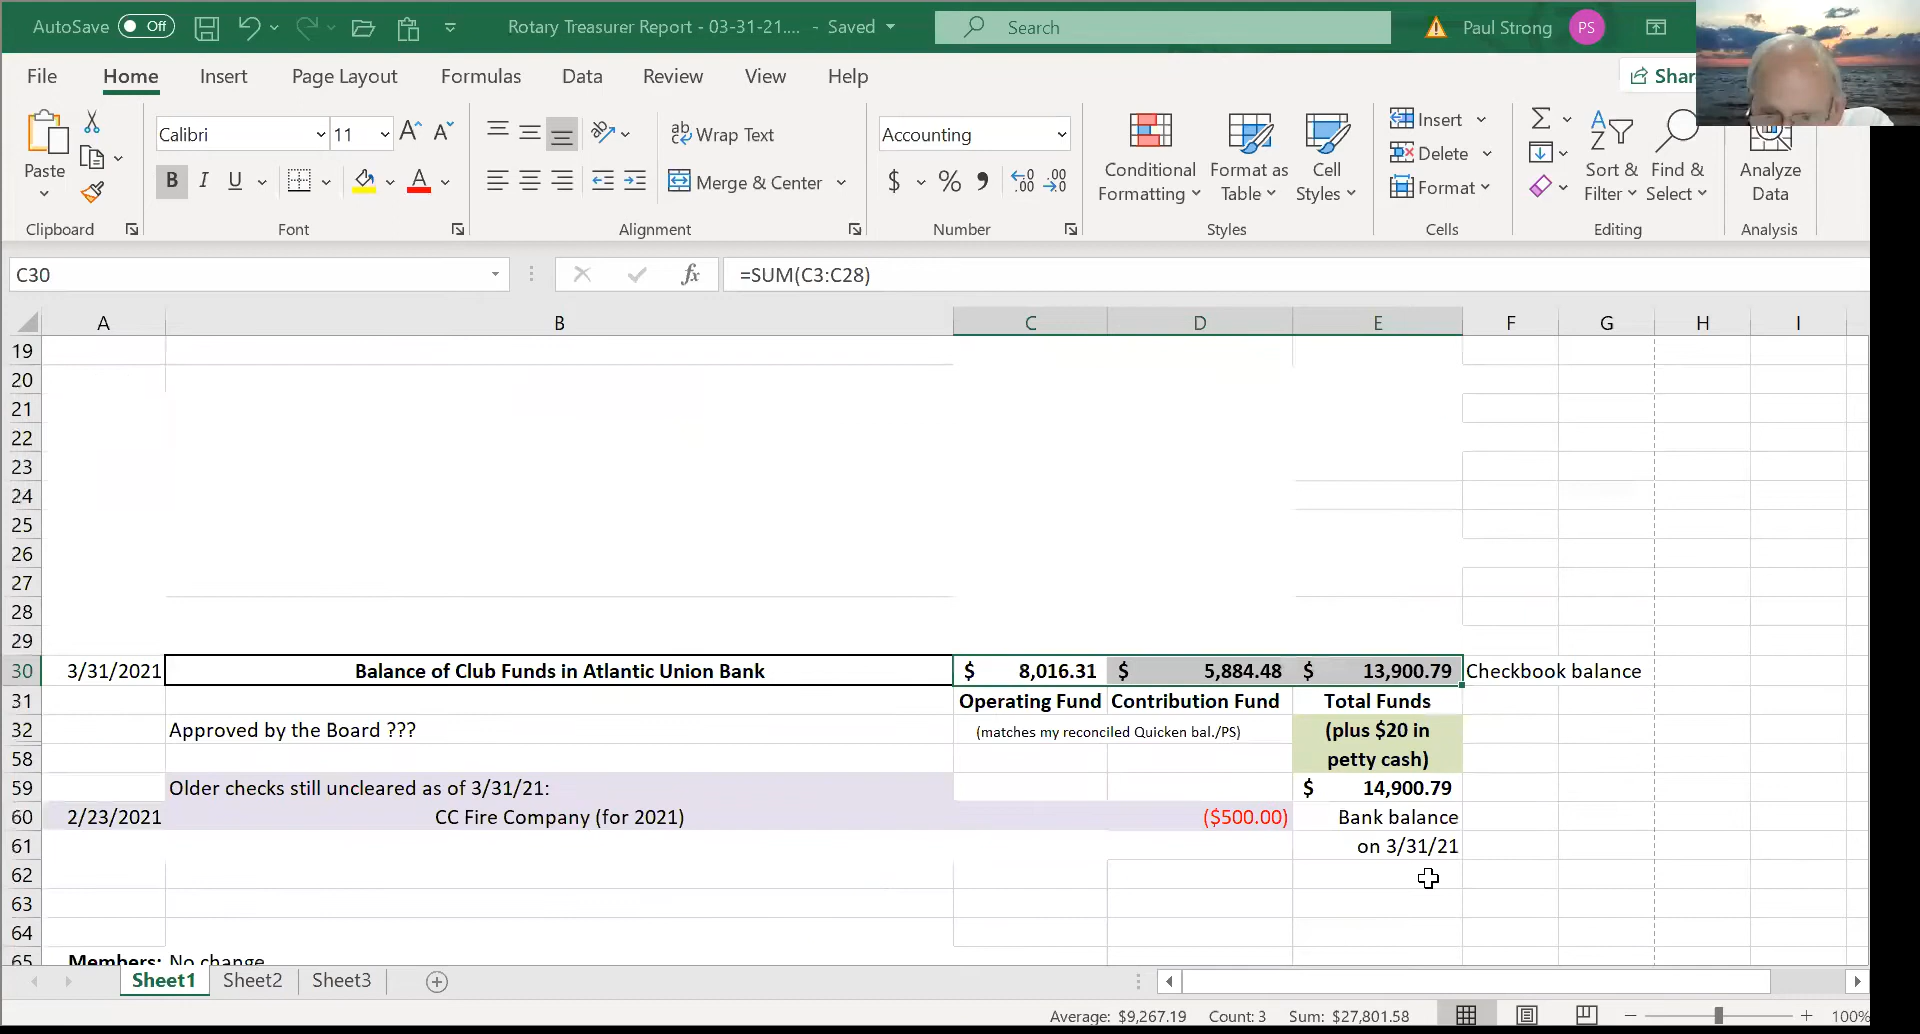 AutoSave Off Rotary Treasurer Report - 03-31-21.... - Saved Search Paul Strong PS
File Home Insert Page Layout Formulas Data Review View Help Shar
Calibri 11 Wrap Text Accounting Insert
Paste Delete
B I U Merge & Center $ % Conditional Formatting Format as Table Cell Styles Format Sort & Filter Find & Select Analyze Data
Clipboard Font Alignment Number Styles Cells Editing Analysis
C30 fx =SUM(C3:C28)
A B C D E F G H I
19
20
21
22
23
24
25
26
27
28
29
30 3/31/2021 Balance of Club Funds in Atlantic Union Bank $ 8,016.31 $ 5,884.48 $ 13,900.79 Checkbook balance
31 Operating Fund Contribution Fund Total Funds
32 Approved by the Board ??? (matches my reconciled Quicken bal./PS) (plus $20 in
58 petty cash)
59 Older checks still uncleared as of 3/31/21: $ 14,900.79
60 2/23/2021 CC Fire Company (for 2021) ($500.00) Bank balance
61 on 3/31/21
62
63
64
65 Members: No change
Sheet1 Sheet2 Sheet3
Average: $9,267.19 Count: 3 Sum: $27,801.58 100%